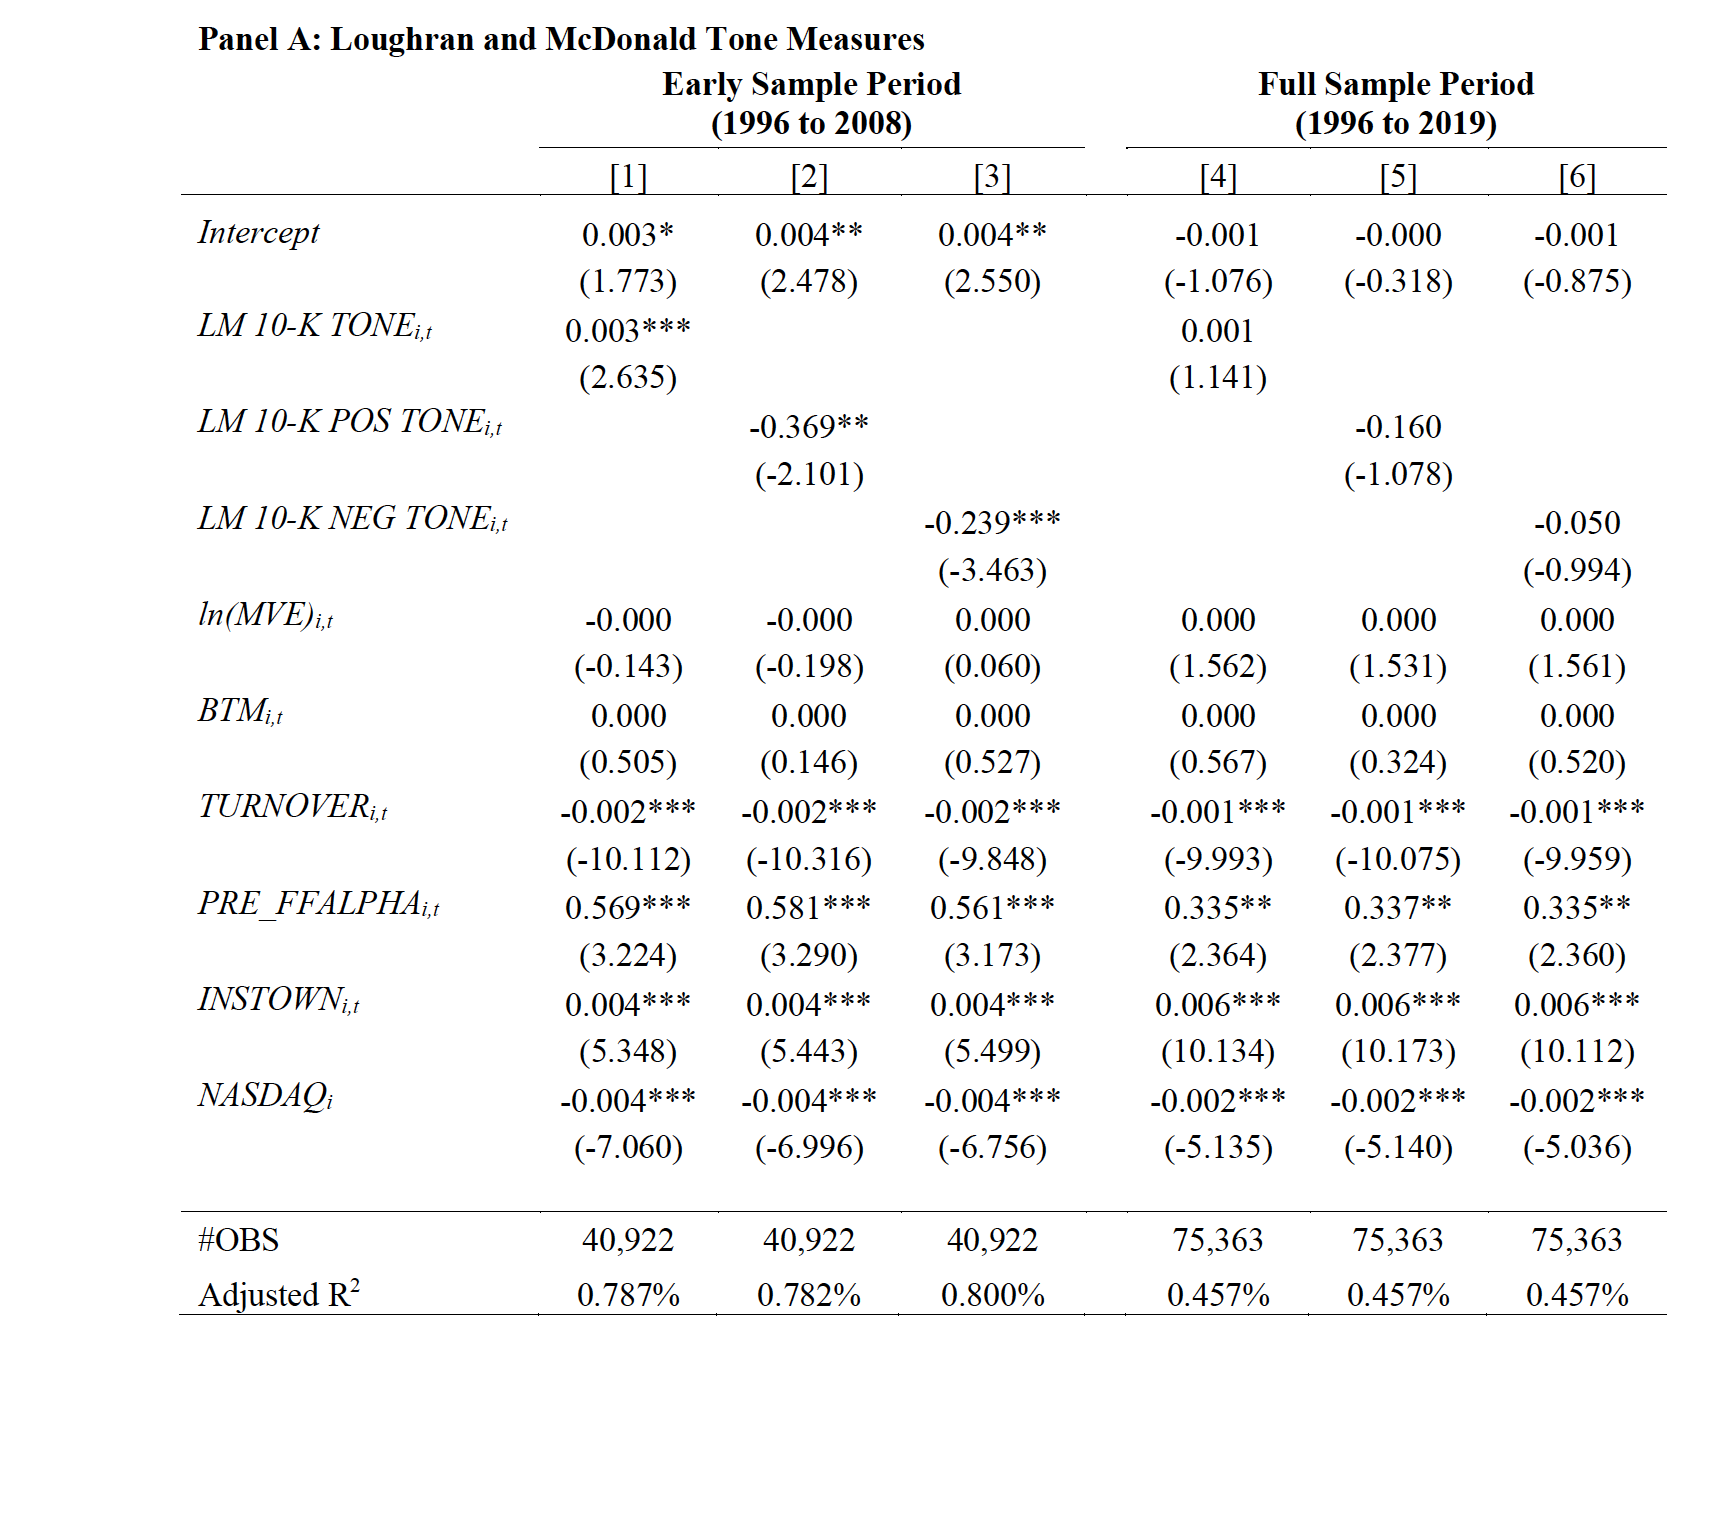 Panel A: Loughran and McDonald Tone Measures
Early Sample Period Full Sample Period
(1996 to 2008) (1996 to 2019)
[1] [2] [3] [4] [5] [6]
Intercept 0.003* 0.004** 0.004** -0.001 -0.000 -0.001
(1.773) (2.478) (2.550) (-1.076) (-0.318) (-0.875)
LM 10-K TONEi,t 0.003*** 0.001
(2.635) (1.141)
LM 10-K POS TONEi,t -0.369** -0.160
(-2.101) (-1.078)
LM 10-K NEG TONEi,t -0.239*** -0.050
(-3.463) (-0.994)
ln(MVE)i,t -0.000 -0.000 0.000 0.000 0.000 0.000
(-0.143) (-0.198) (0.060) (1.562) (1.531) (1.561)
BTMi,t 0.000 0.000 0.000 0.000 0.000 0.000
(0.505) (0.146) (0.527) (0.567) (0.324) (0.520)
TURNOVERi,t -0.002*** -0.002*** -0.002*** -0.001*** -0.001*** -0.001***
(-10.112) (-10.316) (-9.848) (-9.993) (-10.075) (-9.959)
PRE_FFALPHAi,t 0.569*** 0.581*** 0.561*** 0.335** 0.337** 0.335**
(3.224) (3.290) (3.173) (2.364) (2.377) (2.360)
INSTOWNi,t 0.004*** 0.004*** 0.004*** 0.006*** 0.006*** 0.006***
(5.348) (5.443) (5.499) (10.134) (10.173) (10.112)
NASDAQi -0.004*** -0.004*** -0.004*** -0.002*** -0.002*** -0.002***
(-7.060) (-6.996) (-6.756) (-5.135) (-5.140) (-5.036)
#OBS 40,922 40,922 40,922 75,363 75,363 75,363
Adjusted R2 0.787% 0.782% 0.800% 0.457% 0.457% 0.457%